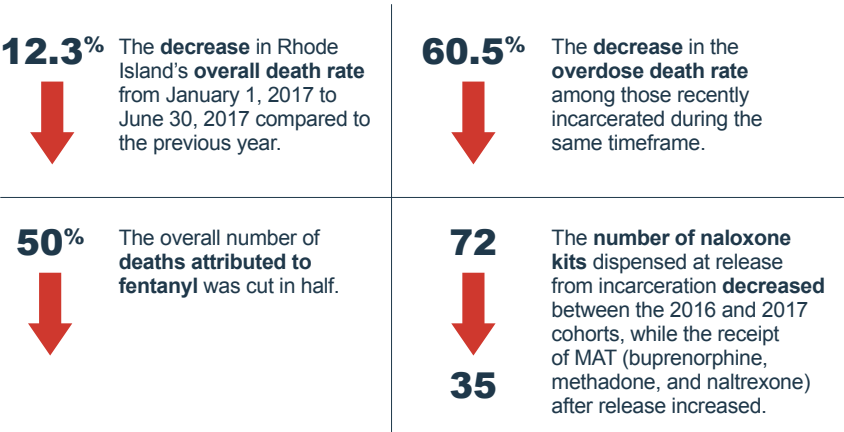 12.3%
The decrease in Rhode
Island's overall death rate
from January 1, 2017 to
June 30, 2017 compared to
the previous year.
60.5%
The decrease in the
overdose death rate
among those recently
incarcerated during the
same timeframe.
50%
The overall number of
deaths attributed to
fentanyl was cut in half.
72
35
The number of naloxone
kits dispensed at release
from incarceration decreased
between the 2016 and 2017
cohorts, while the receipt
of MAT (buprenorphine,
methadone, and naltrexone)
after release increased.